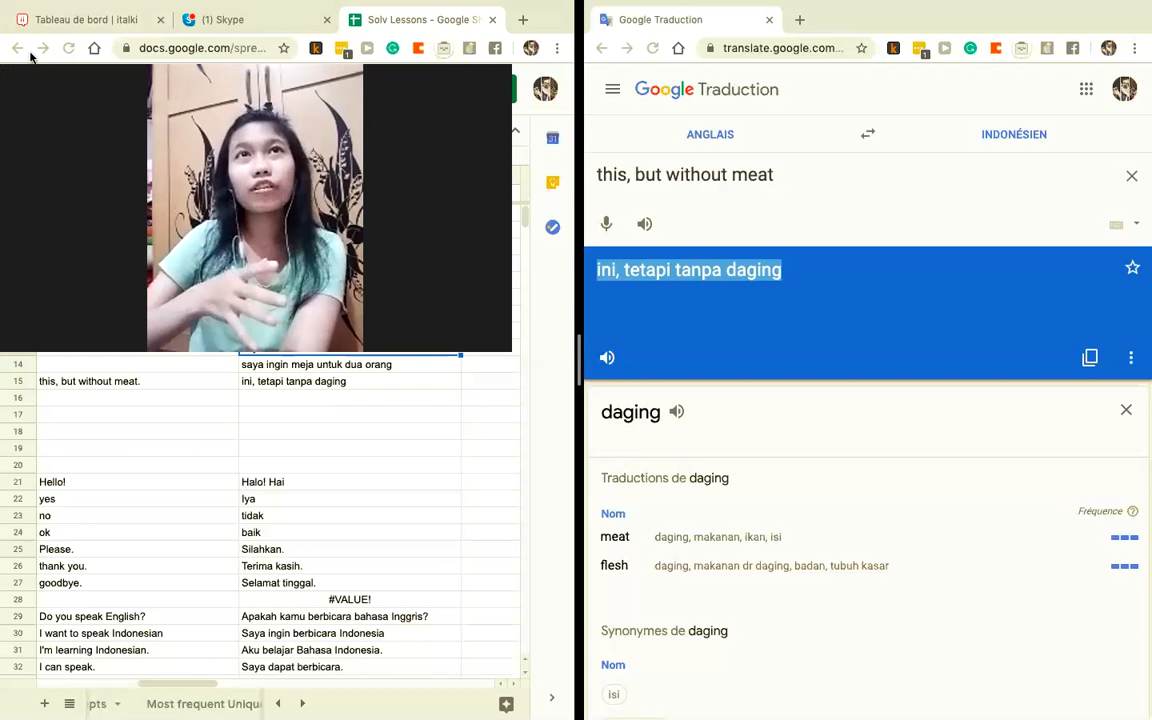 Tableau de bord | italki
(1) Skype
Solv Lessons - Google Sh
Google Traduction
docs.google.com/spre...
1
translate.google.com...
1
Google Traduction
ANGLAIS
INDONÉSIEN
this, but without meat
ini, tetapi tanpa daging
31
14 saya ingin meja untuk dua orang
15 this, but without meat. ini, tetapi tanpa daging
16
17
18
19
20
21 Hello! Halo! Hai
22 yes Iya
23 no tidak
24 ok baik
25 Please. Silahkan.
26 thank you. Terima kasih.
27 goodbye. Selamat tinggal.
28 #VALUE!
29 Do you speak English? Apakah kamu berbicara bahasa Inggris?
30 I want to speak Indonesian Saya ingin berbicara Indonesia
31 I'm learning Indonesian. Aku belajar Bahasa Indonesia.
32 I can speak. Saya dapat berbicara.
pts
Most frequent Uniqu
daging
Traductions de daging
Nom
Fréquence
meat daging, makanan, ikan, isi
flesh daging, makanan dr daging, badan, tubuh kasar
Synonymes de daging
Nom
isi